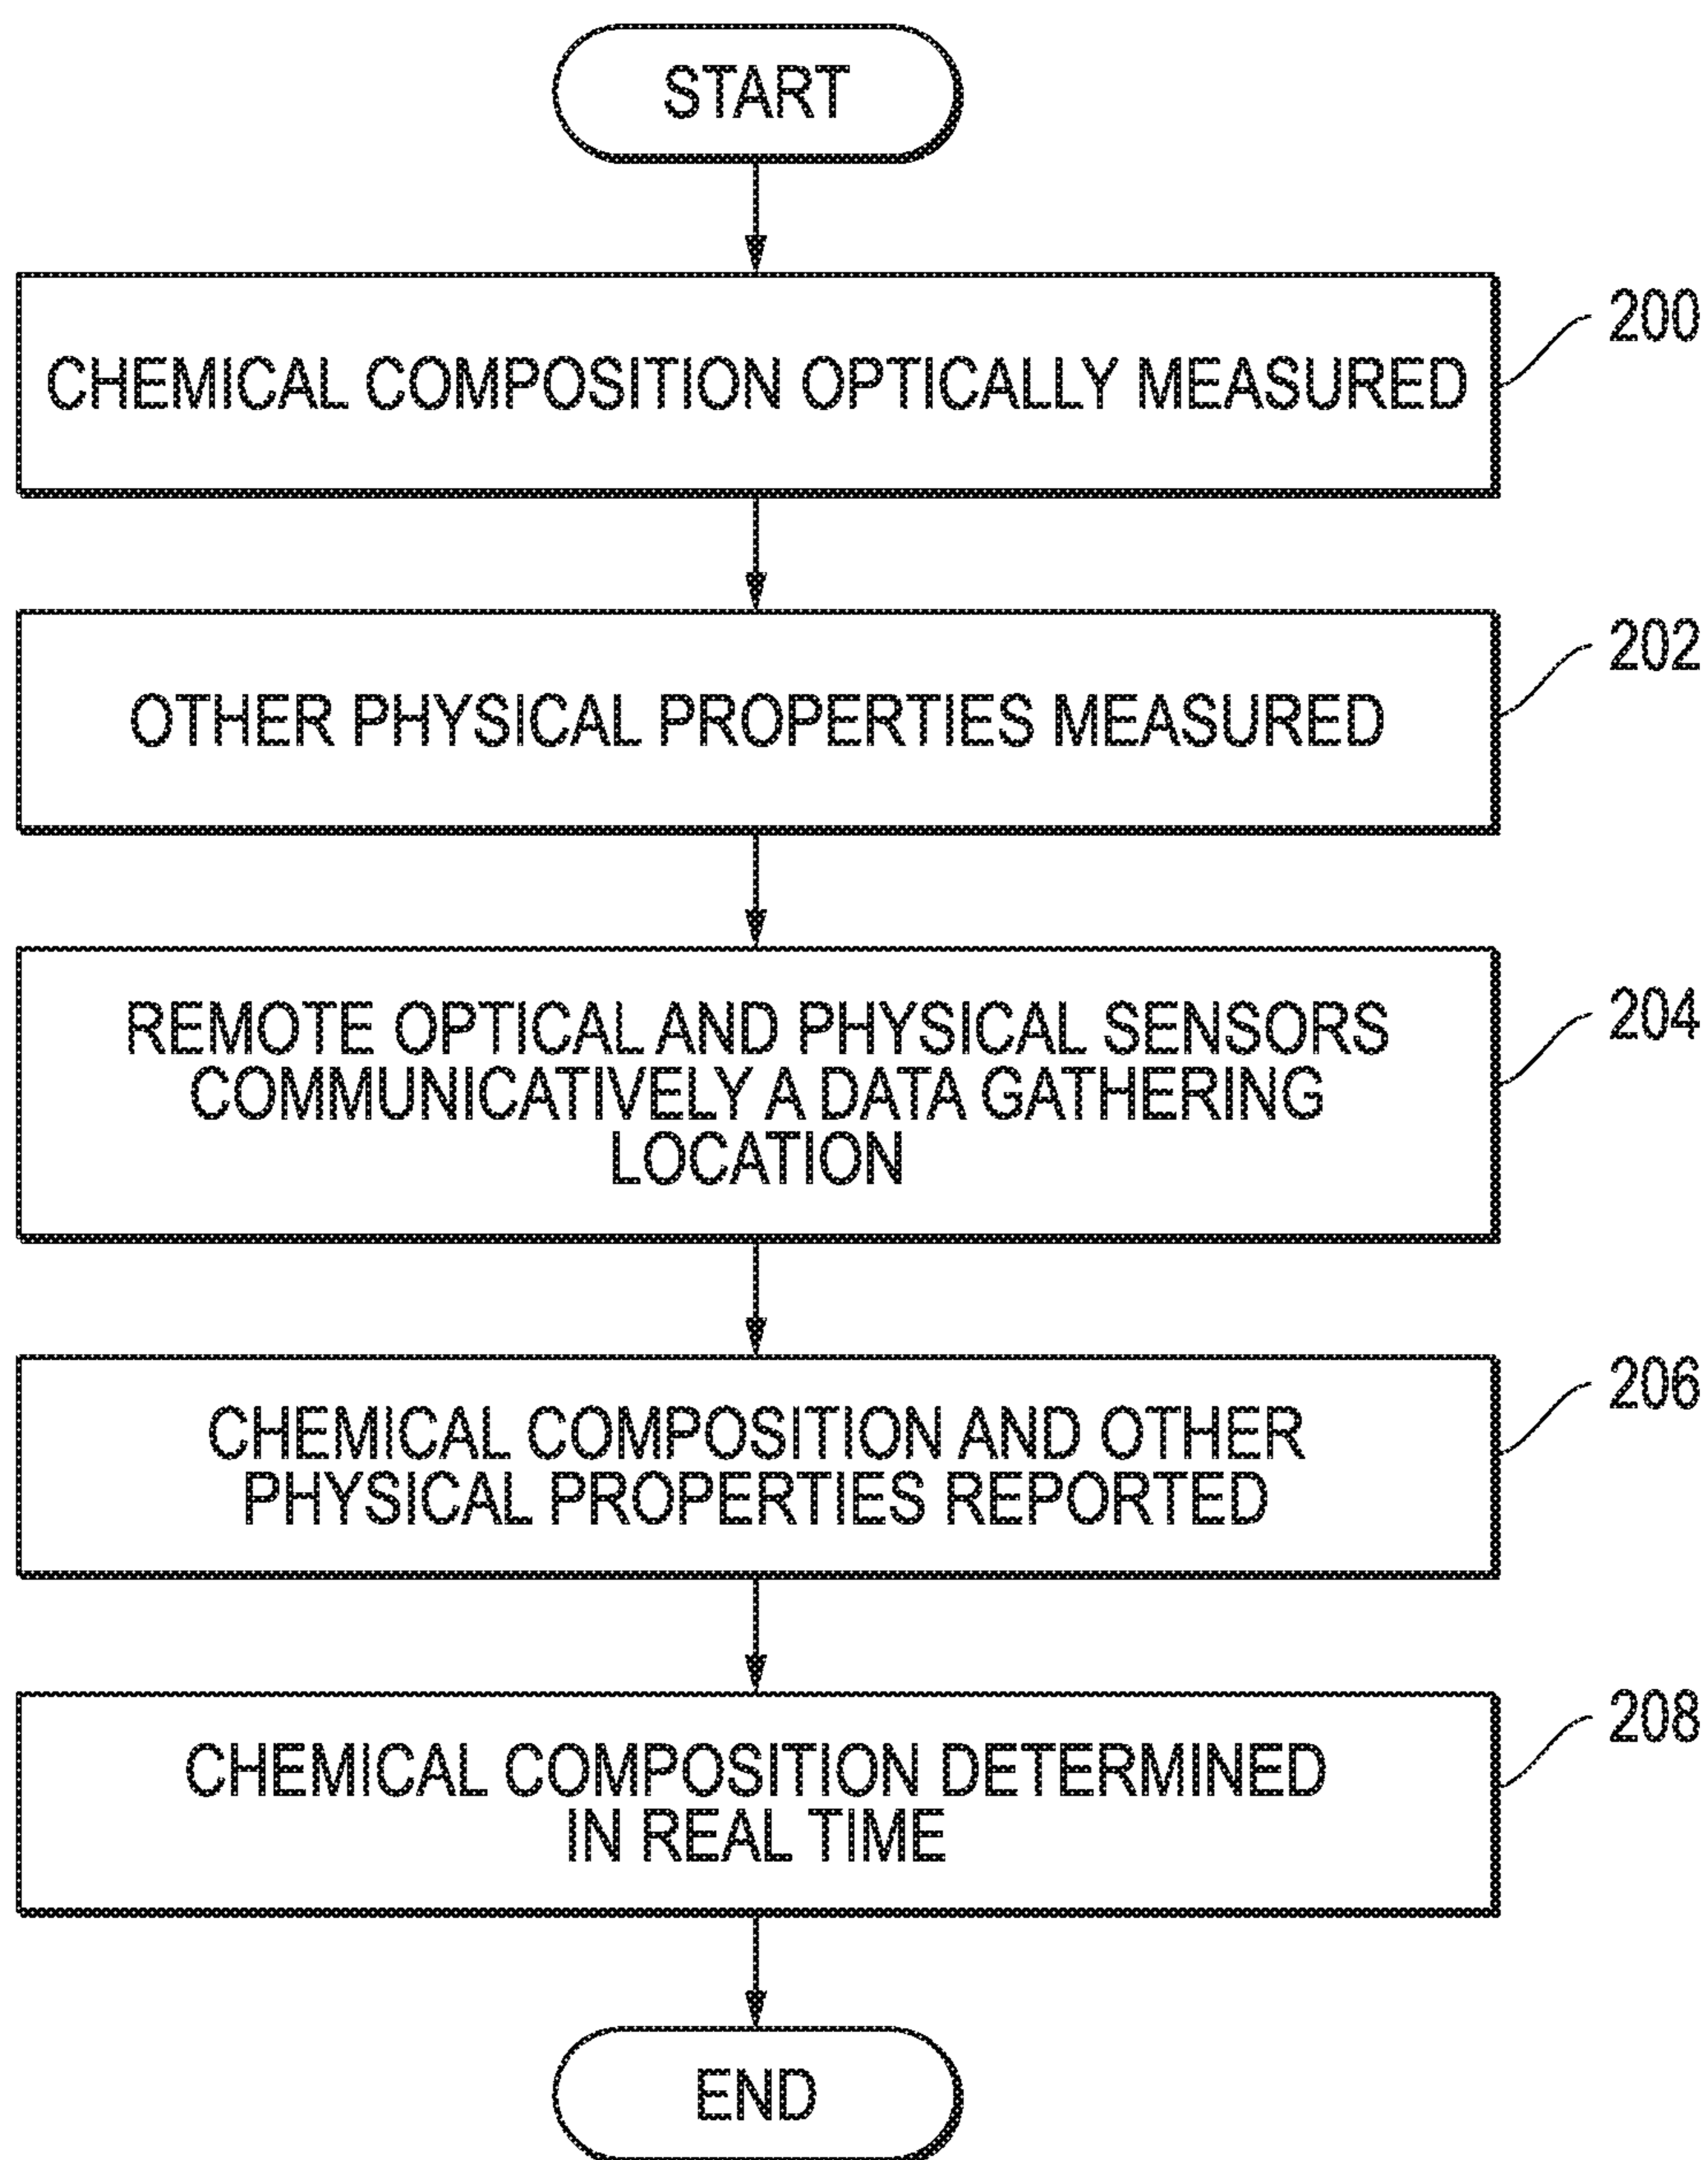 START
CHEMICAL COMPOSITION OPTICALLY MEASURED
200
OTHER PHYSICAL PROPERTIES MEASURED
202
REMOTE OPTICAL AND PHYSICAL SENSORS
COMMUNICATIVELY A DATA GATHERING
LOCATION
204
CHEMICAL COMPOSITION AND OTHER
PHYSICAL PROPERTIES REPORTED
206
CHEMICAL COMPOSITION DETERMINED
IN REAL TIME
208
END